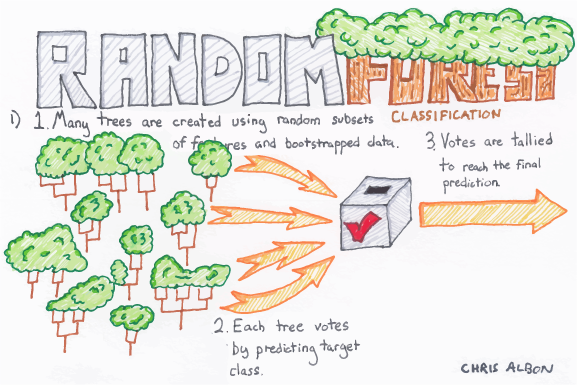 RANDOM FOREST
CLASSIFICATION
1) 1. Many trees are created using random subsets
of features and bootstrapped data.
3. Votes are tallied
to reach the final
prediction.
2. Each tree votes
by predicting target
class.
CHRIS ALBON